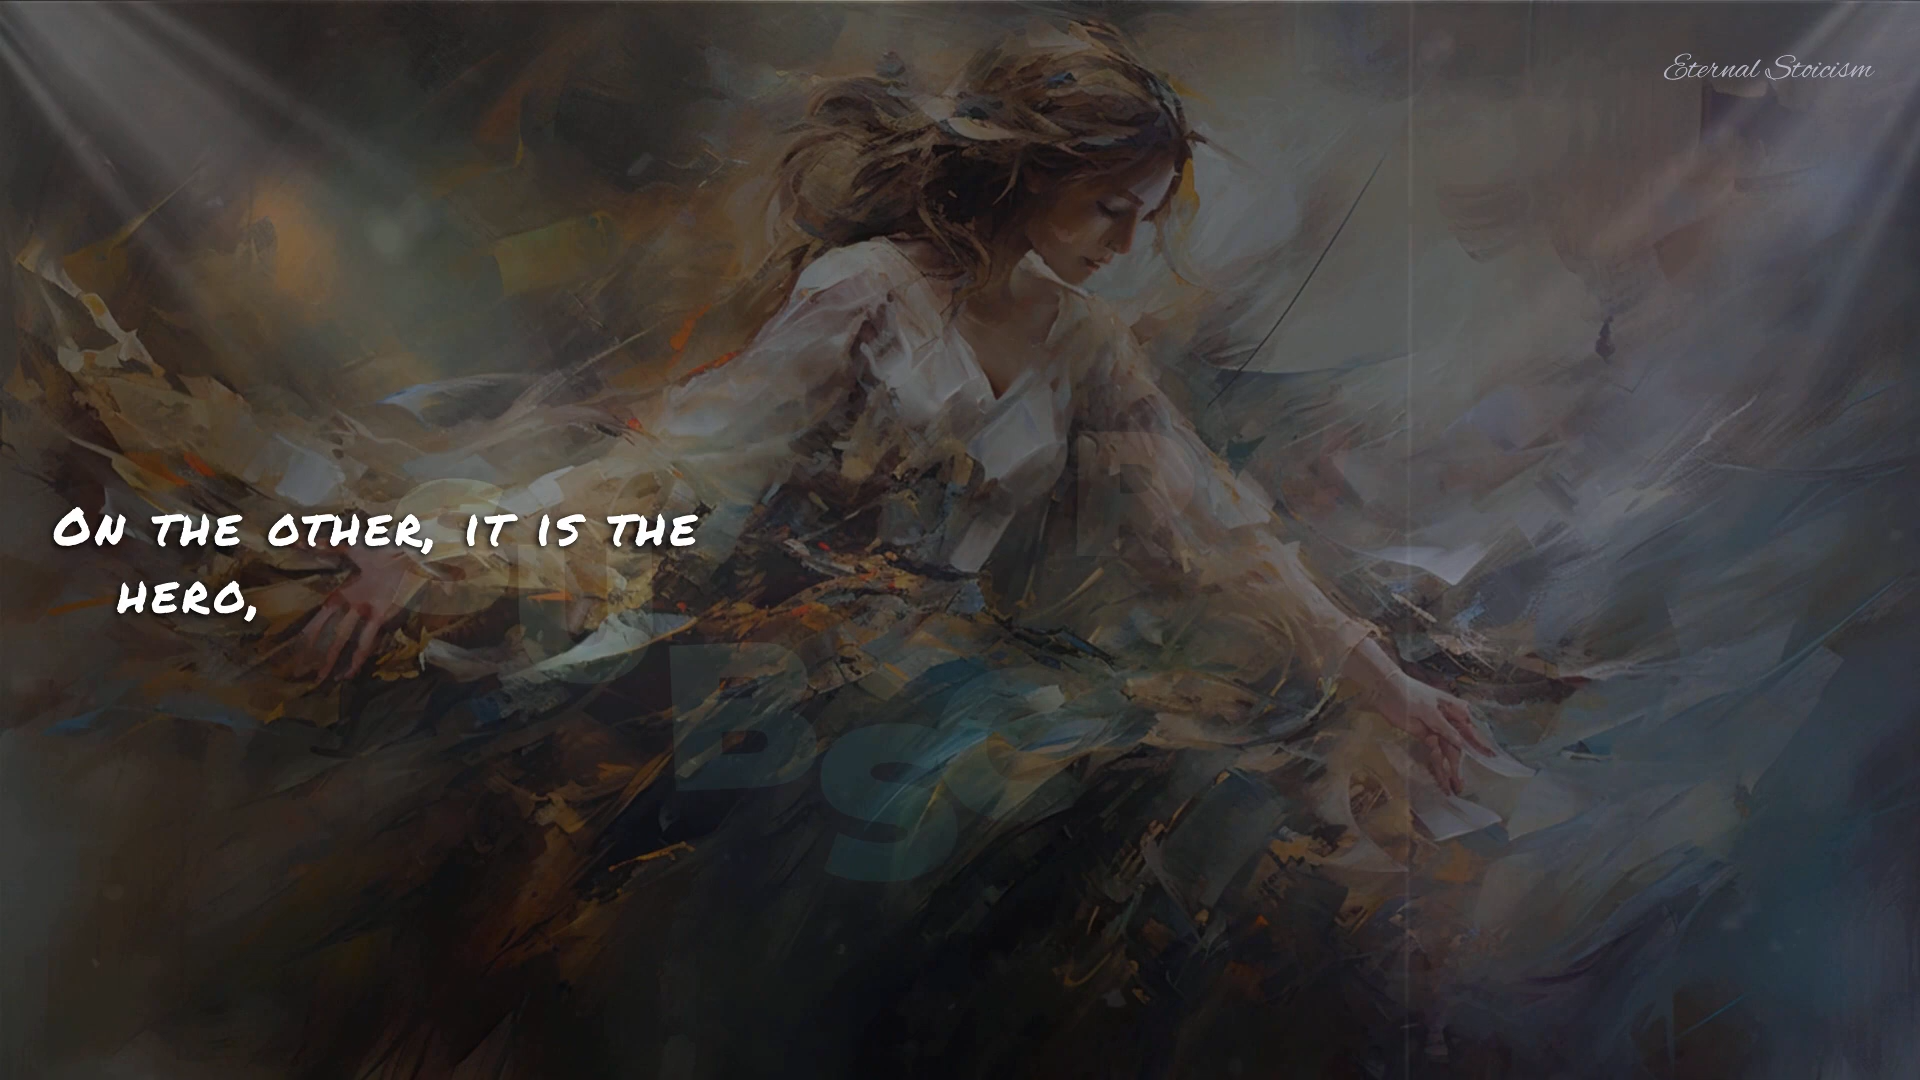 Eternal Stoicism
On the other, it is the
hero,